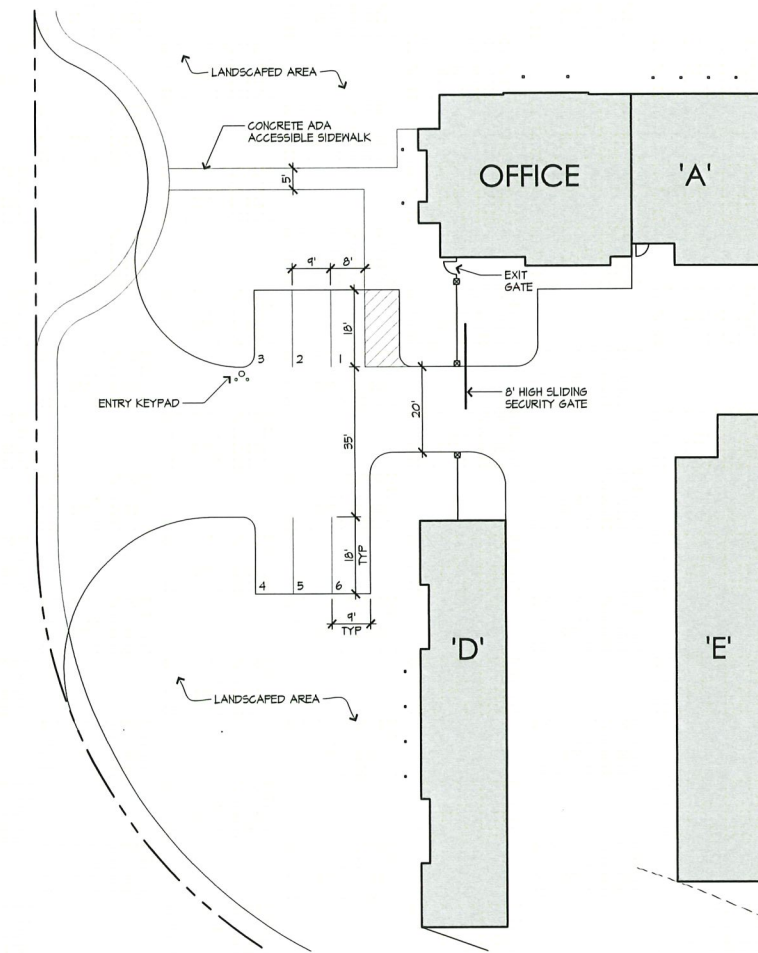 LANDSCAPED AREA
CONCRETE ADA
ACCESSIBLE SIDEWALK
OFFICE
'A'
5'
9'
8'
EXIT
GATE
18'
3
2
1
ENTRY KEYPAD
8' HIGH SLIDING
SECURITY GATE
20'
35'
18'
TYP
4
5
6
9'
TYP
'D'
'E'
LANDSCAPED AREA